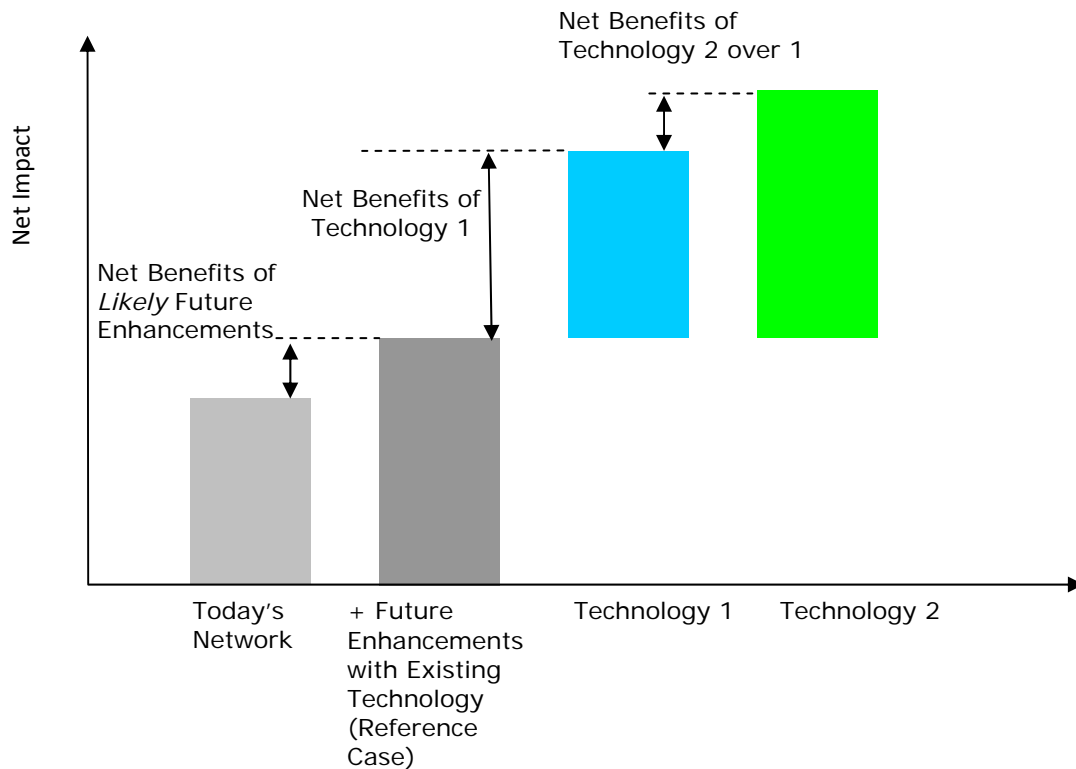 Net Benefits of
Technology 2 over 1
Net Impact
Net Benefits of
Technology 1
Net Benefits of
Likely Future
Enhancements
Today's
Network
+ Future
Enhancements
with Existing
Technology
(Reference
Case)
Technology 1
Technology 2